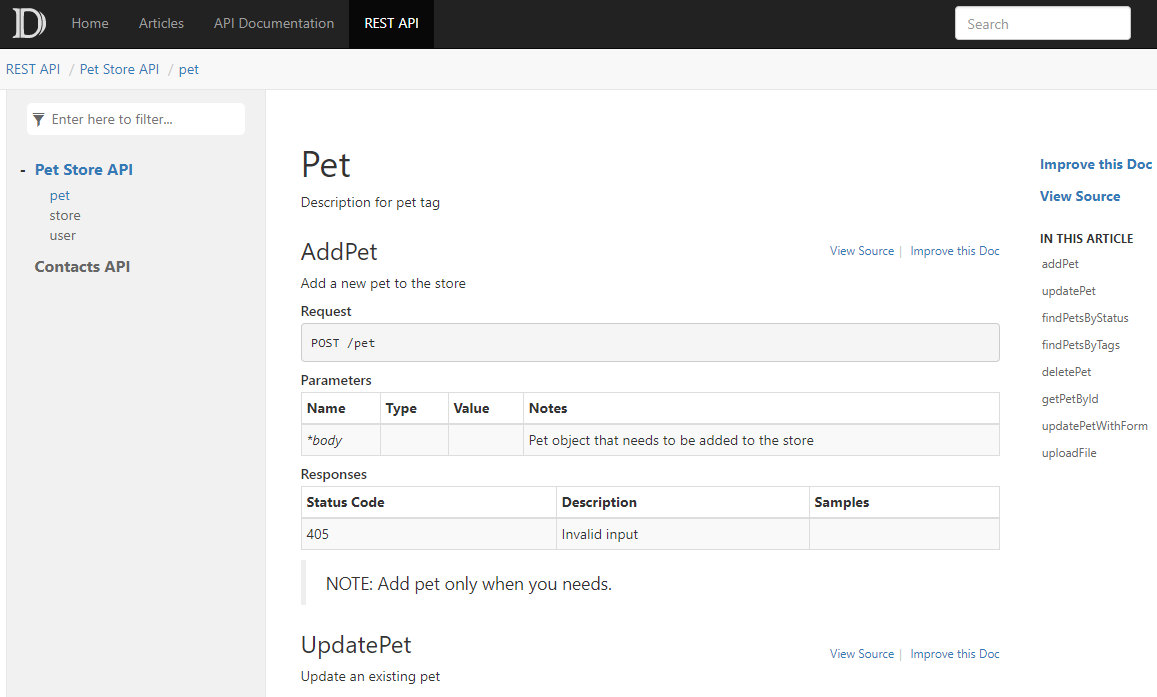 D Home Articles API Documentation REST API Search
REST API / Pet Store API / pet
Enter here to filter...
- Pet Store API
pet
store
user
Contacts API
Pet
Description for pet tag
AddPet
View Source | Improve this Doc
Add a new pet to the store
Request
POST /pet
Parameters
Name Type Value Notes
*body Pet object that needs to be added to the store
Responses
Status Code Description Samples
405 Invalid input
NOTE: Add pet only when you needs.
UpdatePet
View Source | Improve this Doc
Update an existing pet
Improve this Doc
View Source
IN THIS ARTICLE
addPet
updatePet
findPetsByStatus
findPetsByTags
deletePet
getPetById
updatePetWithForm
uploadFile